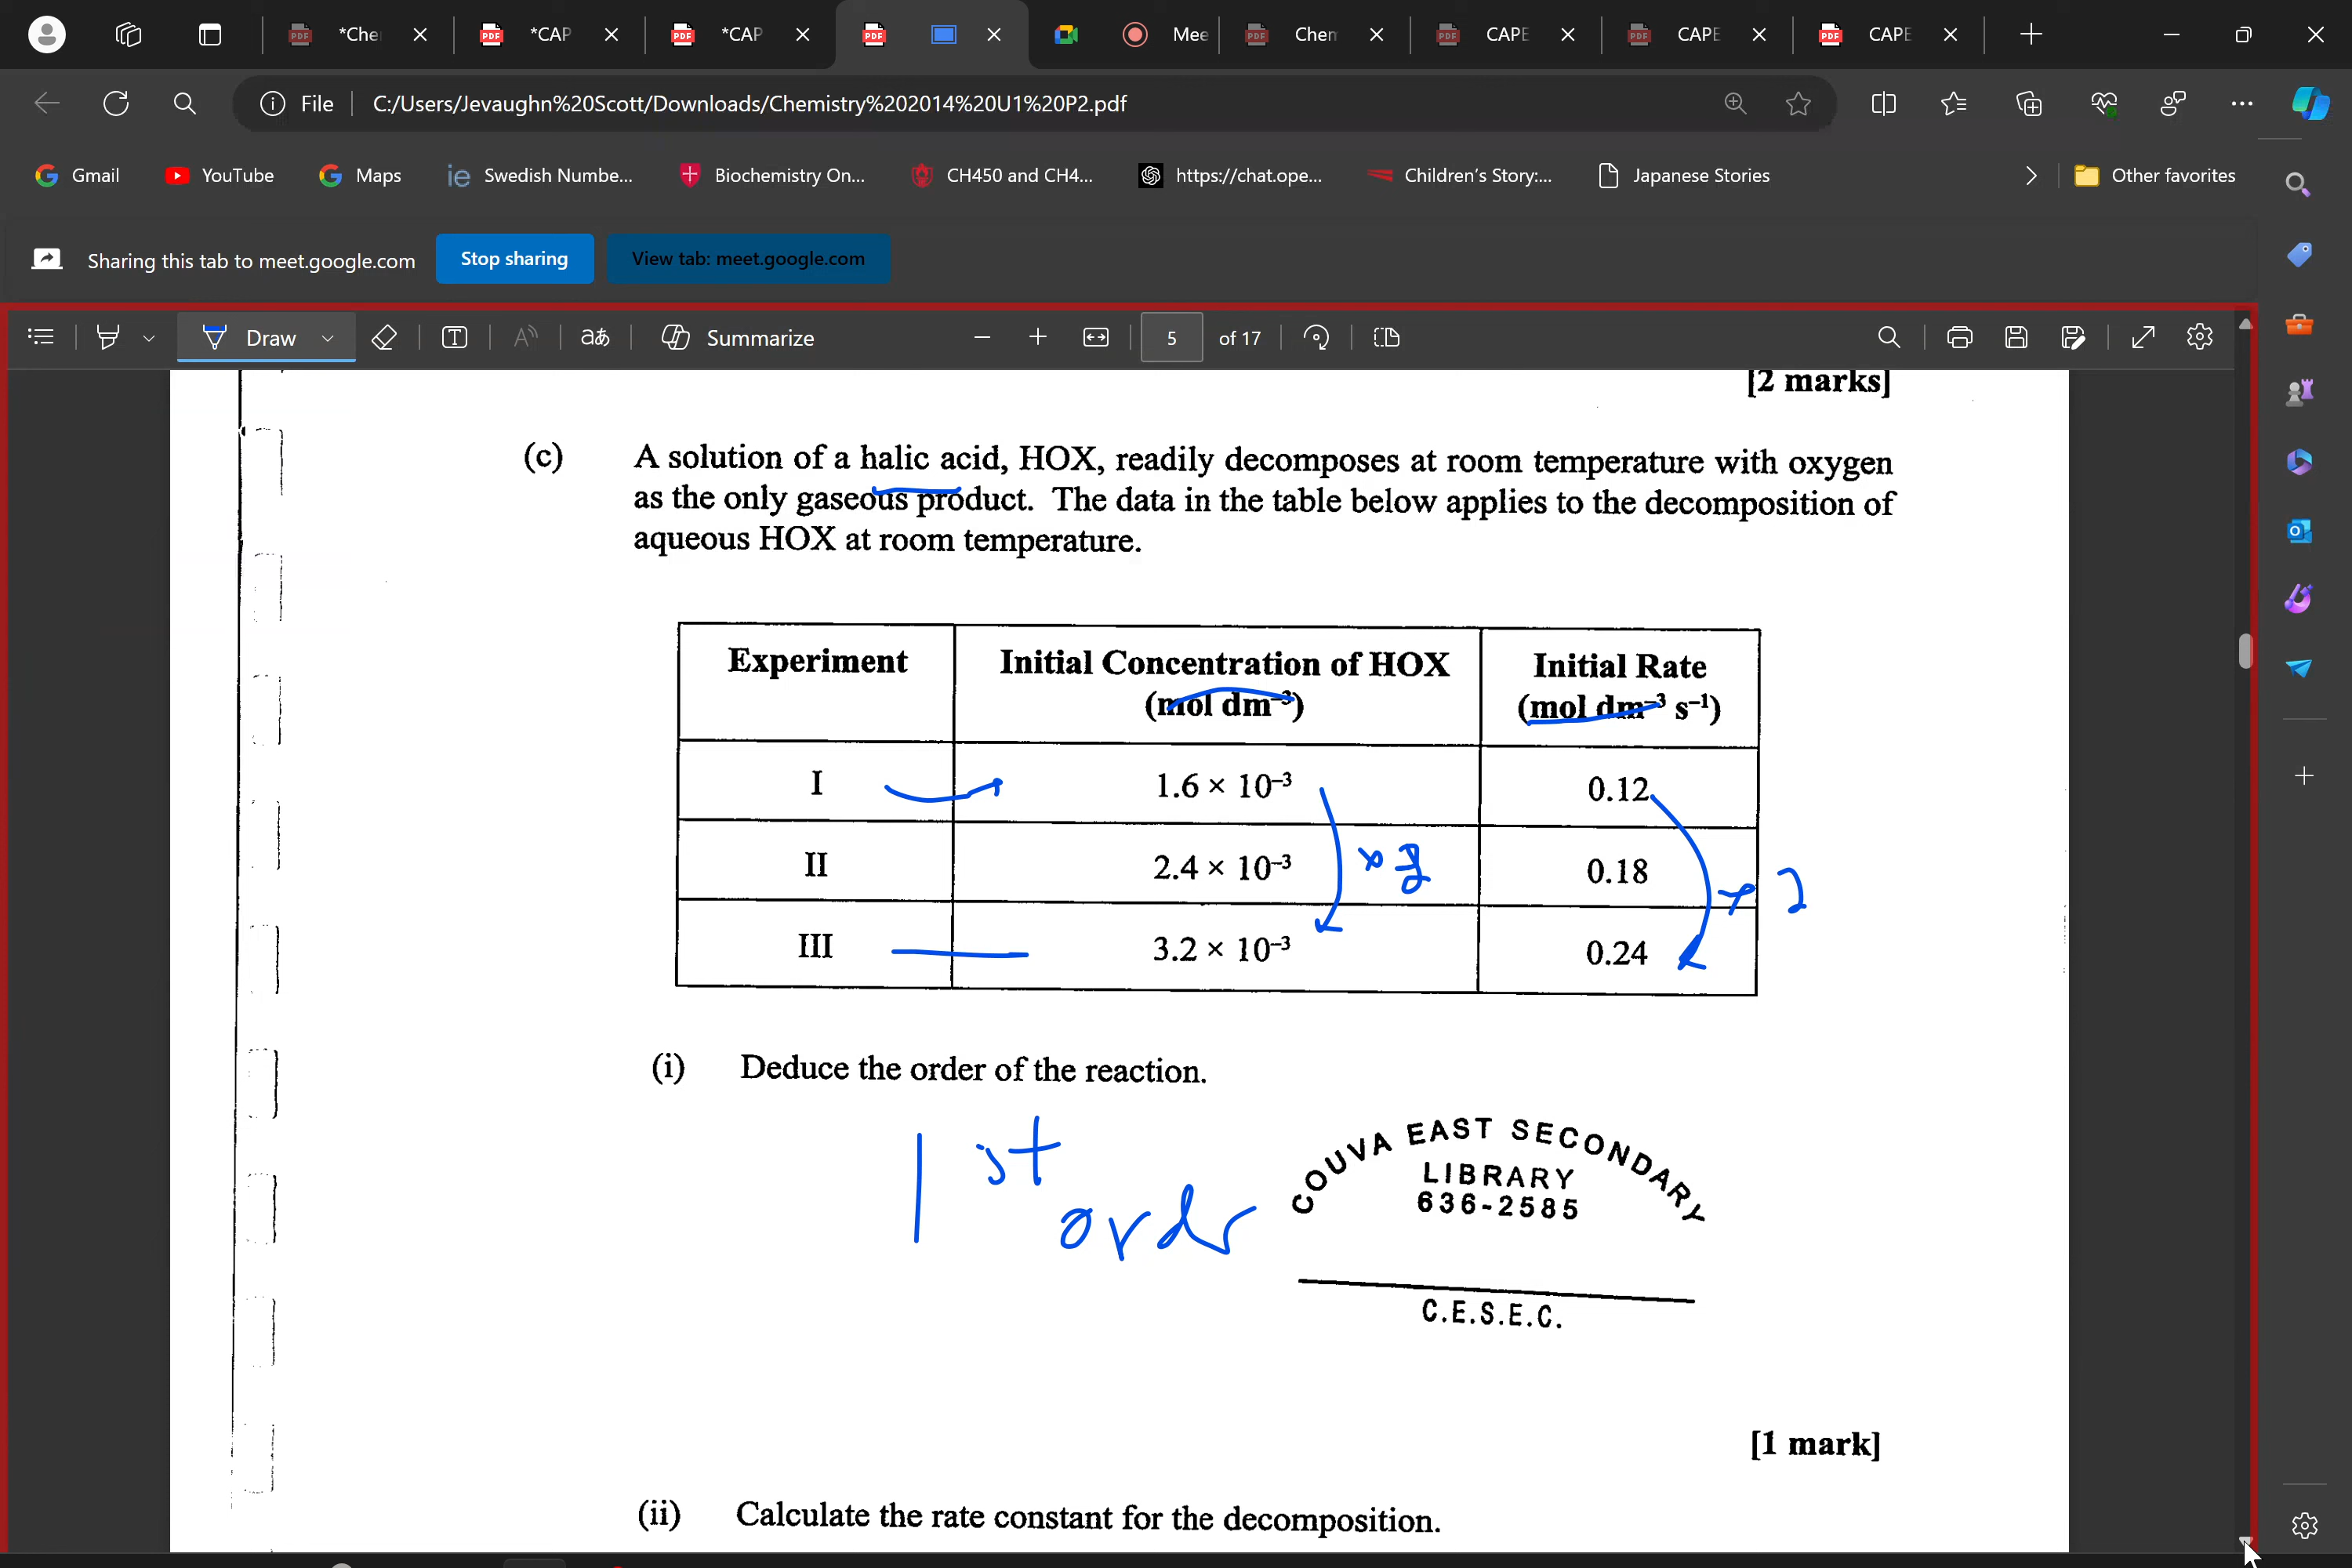 *Che
*CAP
*CAP
Mee
Chem
CAPE
CAPE
CAPE
File
C:/Users/Jevaughn%20Scott/Downloads/Chemistry%202014%20U1%20P2.pdf
Gmail
YouTube
Maps
Swedish Numbe...
Biochemistry On...
CH450 and CH4...
https://chat.ope...
Children's Story:...
Japanese Stories
Other favorites
Sharing this tab to meet.google.com
Stop sharing
View tab: meet.google.com
Draw
Summarize
5 of 17
[2 marks]
(c) A solution of a halic acid, HOX, readily decomposes at room temperature with oxygen
as the only gaseous product. The data in the table below applies to the decomposition of
aqueous HOX at room temperature.
Experiment Initial Concentration of HOX (mol dm⁻³) Initial Rate (mol dm⁻³ s⁻¹)
I 1.6 × 10⁻³ 0.12
II 2.4 × 10⁻³ 0.18
III 3.2 × 10⁻³ 0.24
× 2
(i) Deduce the order of the reaction.
1 st
order
COUVA EAST SECONDARY
LIBRARY
636-2585
C.E.S.E.C.
[1 mark]
(ii) Calculate the rate constant for the decomposition.